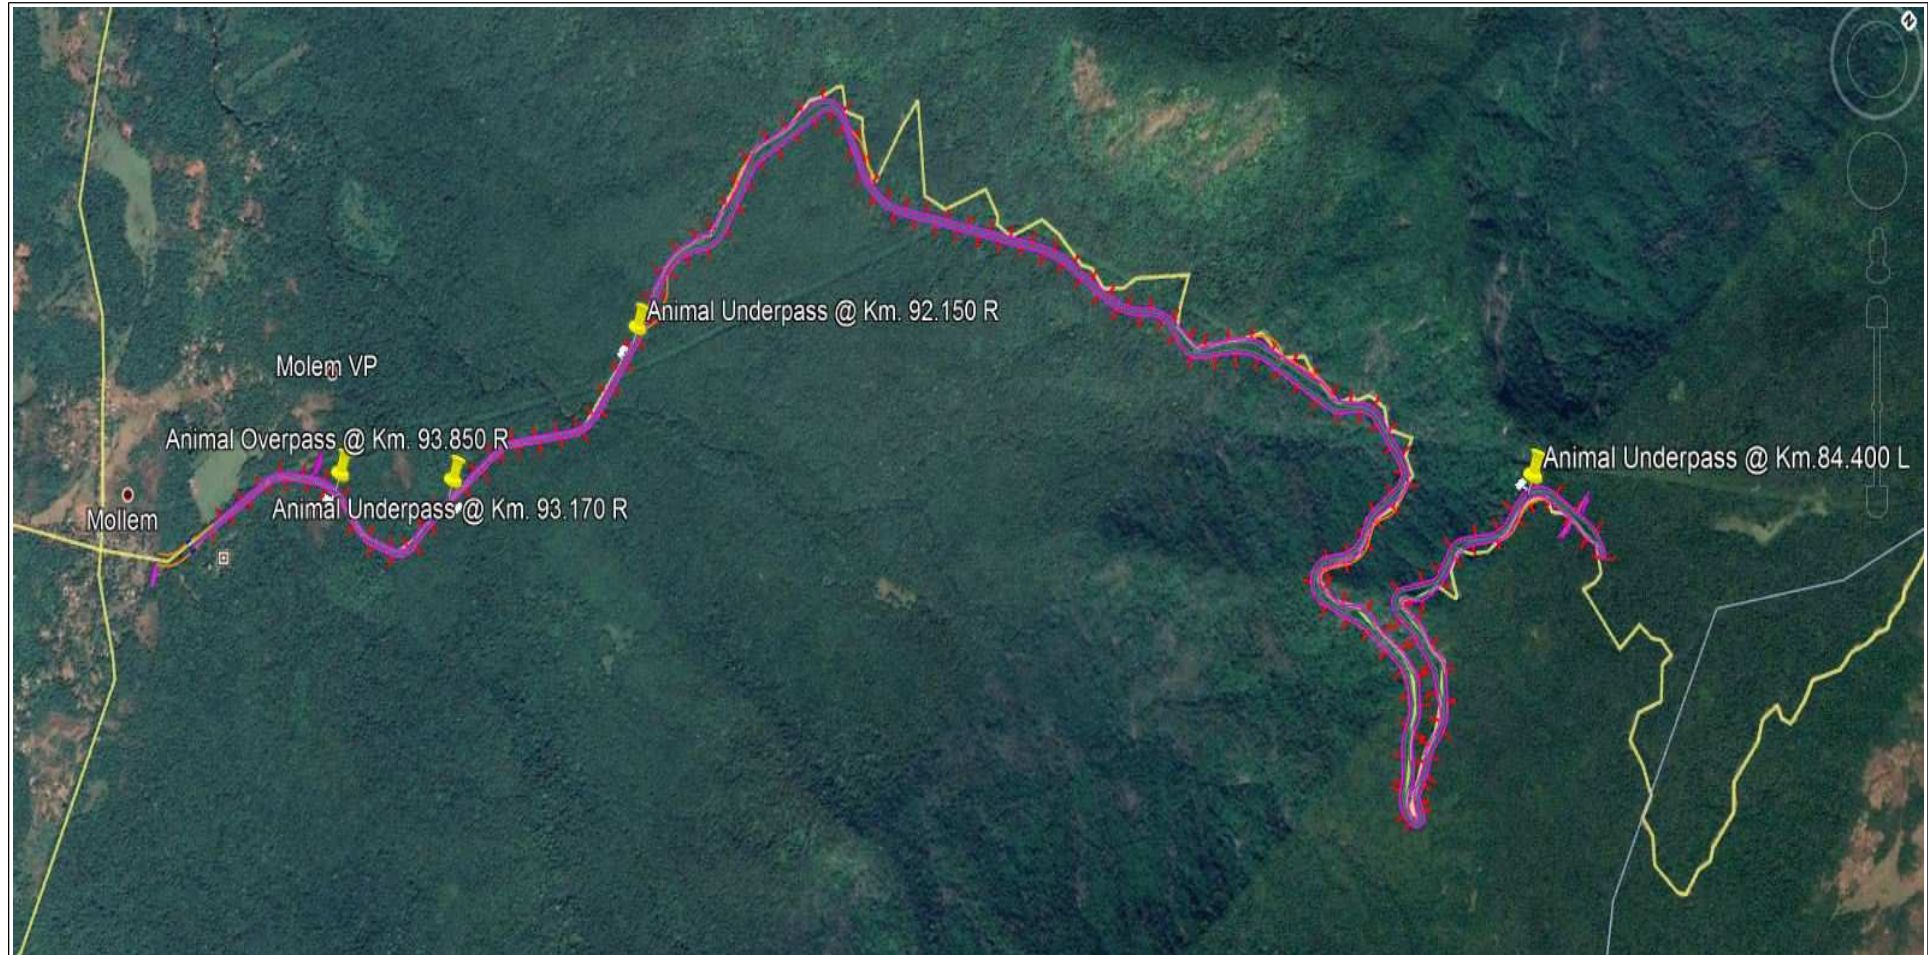 Animal Underpass @ Km. 92.150 R
Molem VP
Animal Overpass @ Km. 93.850 R
Animal Underpass @ Km.84.400 L
Animal Underpass @ Km. 93.170 R
Mollem